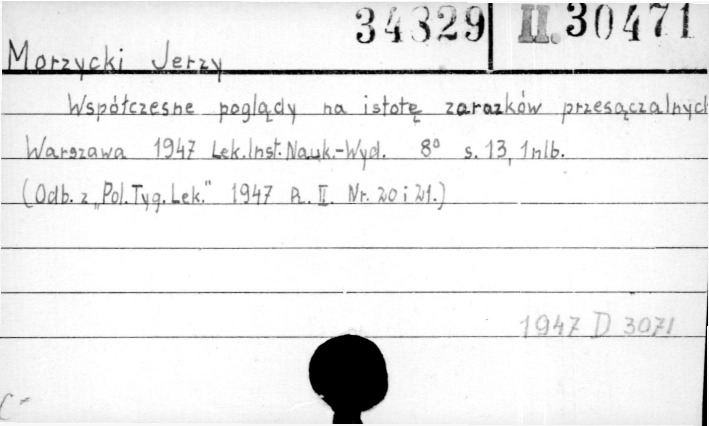 34829 II. 30471
Morzycki Jerzy
Współczesne poglądy na istotę zarazków przesączalnych
Warszawa 1947 Lek.Inst.Nauk.-Wyd. 8° s. 13, 1nlb.
(Odb. z „Pol. Tyg. Lek." 1947 R. II. Nr. 20 i 21.)
1947 D 3071